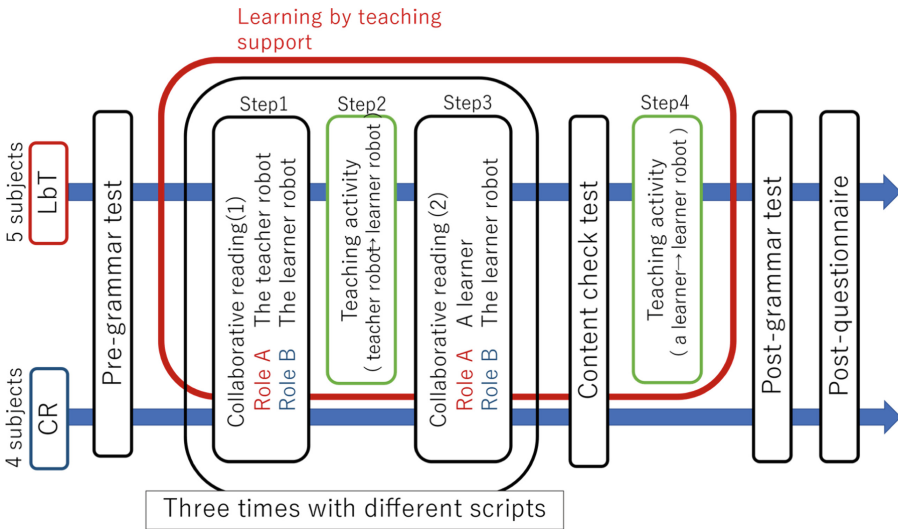 Learning by teaching
support
5 subjects
LbT
4 subjects
CR
Pre-grammar test
Step1
Collaborative reading(1)
Role A The teacher robot
Role B The learner robot
Step2
Teaching activity
( teacher robot→ learner robot )
Step3
Collaborative reading (2)
Role A A learner
Role B The learner robot
Content check test
Step4
Teaching activity
( a learner→ learner robot )
Post-grammar test
Post-questionnaire
Three times with different scripts